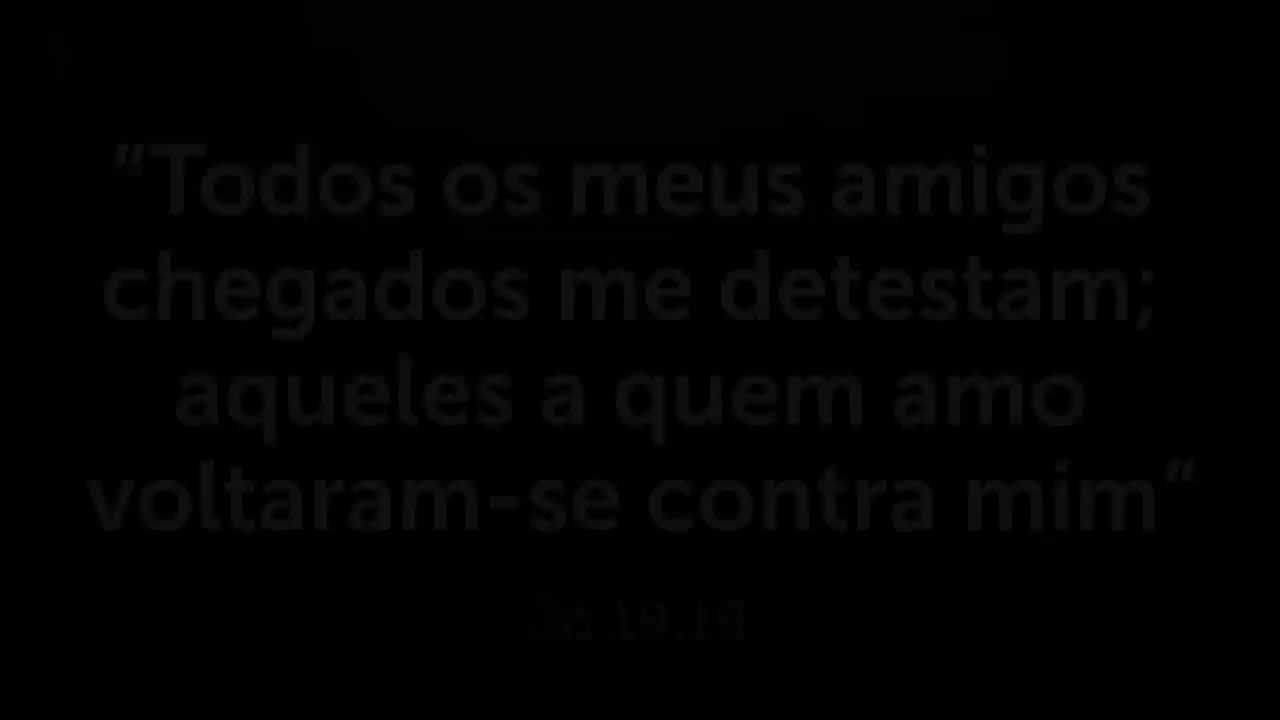 “Todos os meus amigos
chegados me detestam;
aqueles a quem amo
voltaram-se contra mim“
Jó 19:19